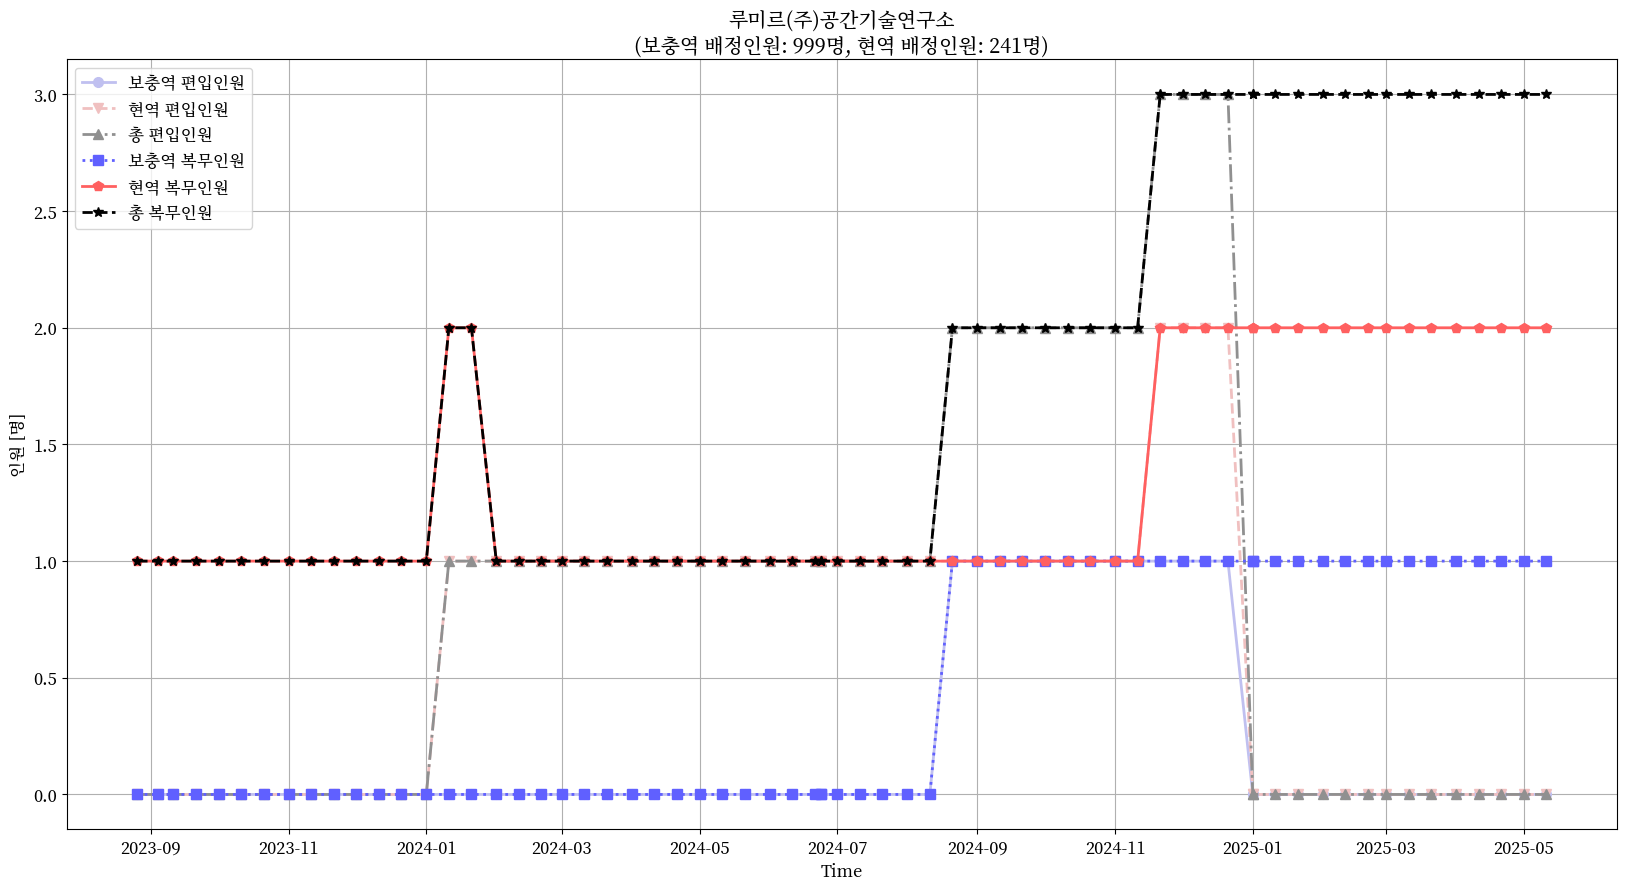 루미르(주)공간기술연구소
(보충역 배정인원: 999명, 현역 배정인원: 241명)
보충역 편입인원
현역 편입인원
총 편입인원
보충역 복무인원
현역 복무인원
총 복무인원
3.0
2.5
2.0
1.5
1.0
0.5
0.0
인원 [명]
2023-09
2023-11
2024-01
2024-03
2024-05
2024-07
2024-09
2024-11
2025-01
2025-03
2025-05
Time